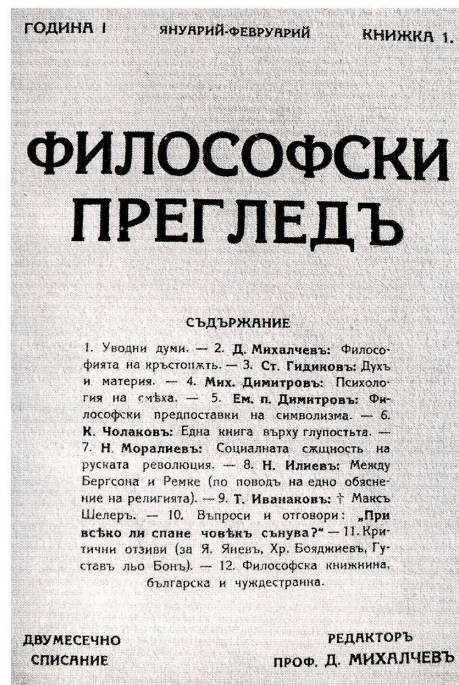 ГОДИНА I
ЯНУАРИЙ-ФЕВРУАРИЙ
КНИЖКА 1.
ФИЛОСОФСКИ
ПРЕГЛЕДЪ
СЪДЪРЖАНИЕ
1. Уводни думи. — 2. Д. Михалчевъ: Филосо-
фията на кръстопѫть. — 3. Ст. Гидиковъ: Духъ
и материя. — 4. Мих. Димитровъ: Психоло-
гия на смѣха. — 5. Ем. п. Димитровъ: Фи-
лософски предпоставки на символизма. — 6.
К. Чолаковъ: Една книга върху глупостьта. —
7. Н. Моралиевъ: Социалната сѫщность на
руската революция. — 8. Н. Илиевъ: Между
Бергсона и Ремке (по поводъ на едно обясне-
ние на религията). — 9. Т. Иванаковъ: † Максъ
Шелеръ. — 10. Въпроси и отговори: „При
всѣко ли спане човѣкъ сънува?“ — 11. Кри-
тични отзиви (за Я. Яневъ, Хр. Бояджиев, Гу-
ставъ льо Бонъ). — 12. Философска книжнина,
българска и чуждестранна.
ДВУМЕСЕЧНО
СПИСАНИЕ
РЕДАКТОРЪ
ПРОФ. Д. МИХАЛЧЕВЪ